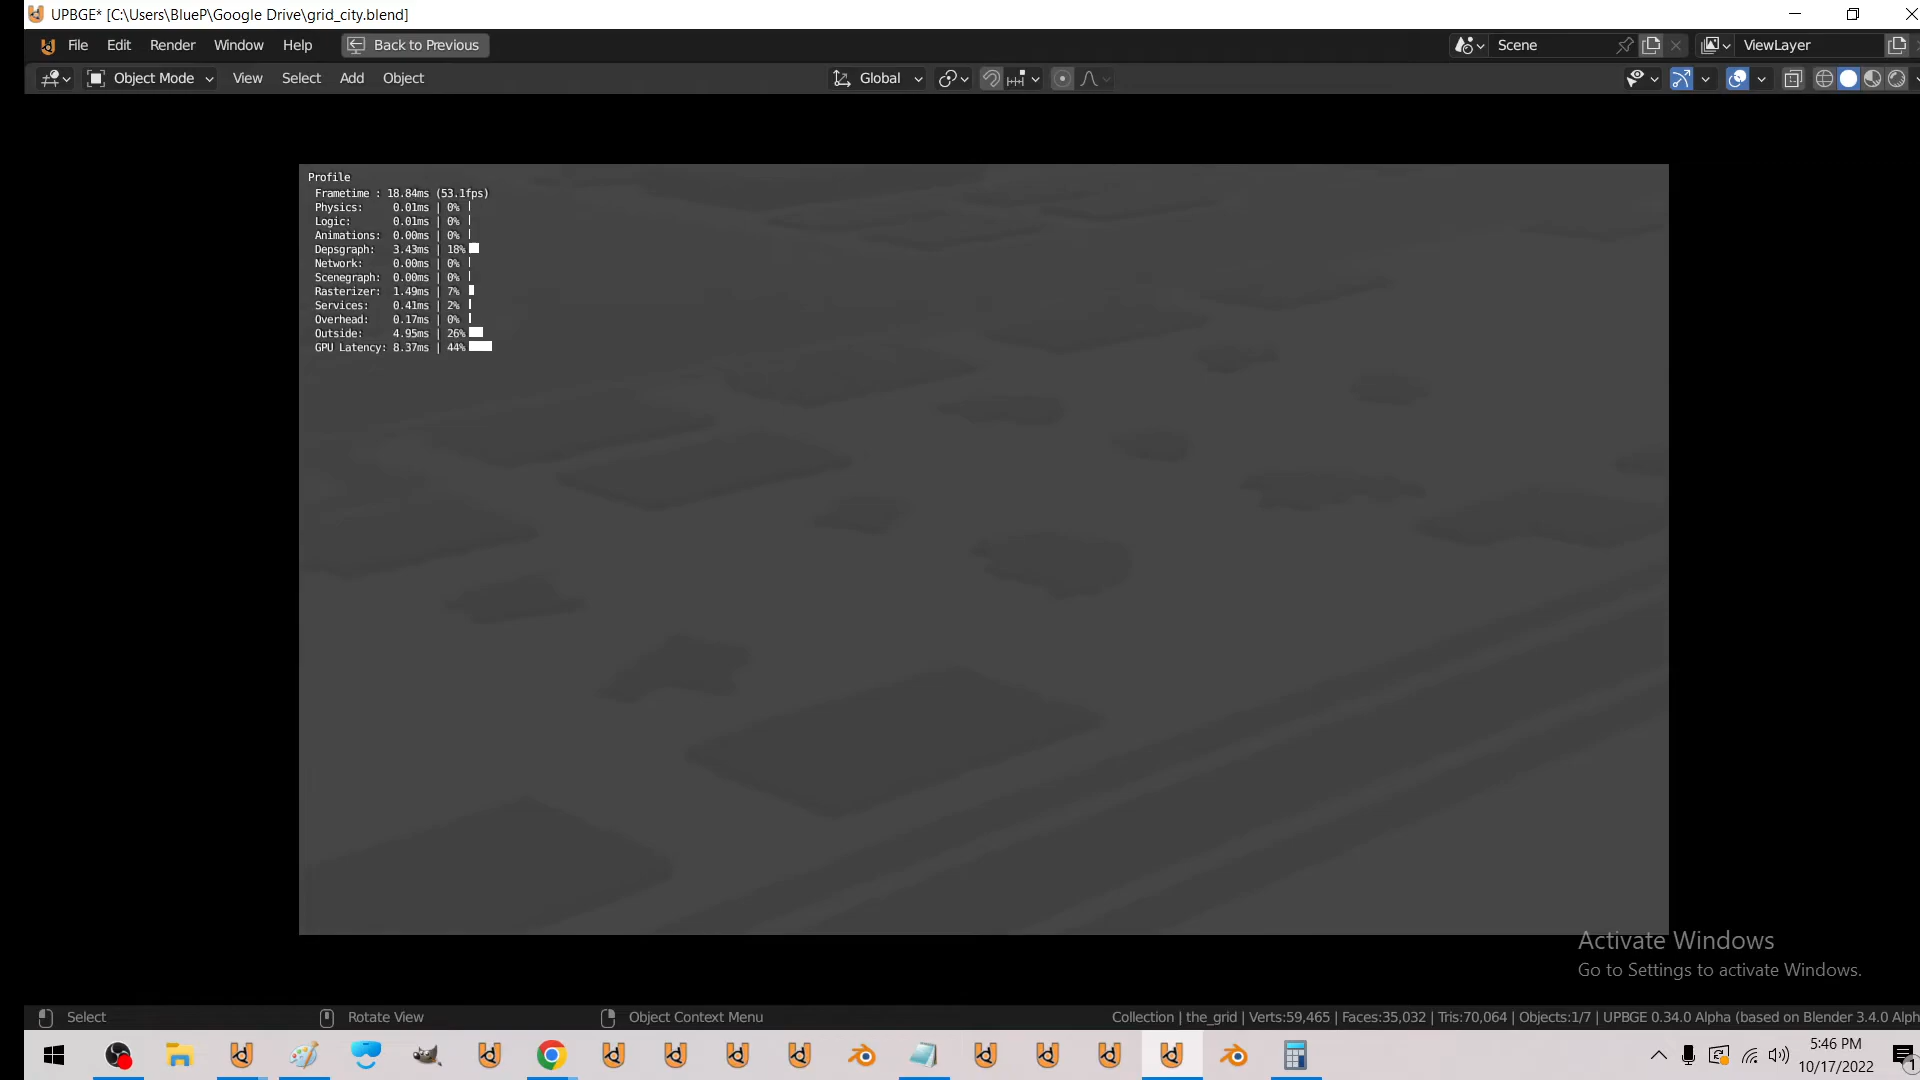 UPBGE* [C:\Users\BlueP\Google Drive\grid_city.blend]
File Edit Render Window Help Back to Previous Scene ViewLayer
Object Mode View Select Add Object Global
Profile
Frametime : 18.84ms (53.1fps)
Physics: 0.01ms | 0%
Logic: 0.01ms | 0%
Animations: 0.00ms | 0%
Depsgraph: 3.43ms | 18%
Network: 0.00ms | 0%
Scenegraph: 0.00ms | 0%
Rasterizer: 1.49ms | 7%
Services: 0.41ms | 2%
Overhead: 0.17ms | 0%
Outside: 4.95ms | 26%
GPU Latency: 8.37ms | 44%
Activate Windows
Go to Settings to activate Windows.
Select Rotate View Object Context Menu Collection | the_grid | Verts:59,465 | Faces:35,032 | Tris:70,064 | Objects:1/7 | UPBGE 0.34.0 Alpha (based on Blender 3.4.0 Alph
5:46 PM
10/17/2022
1